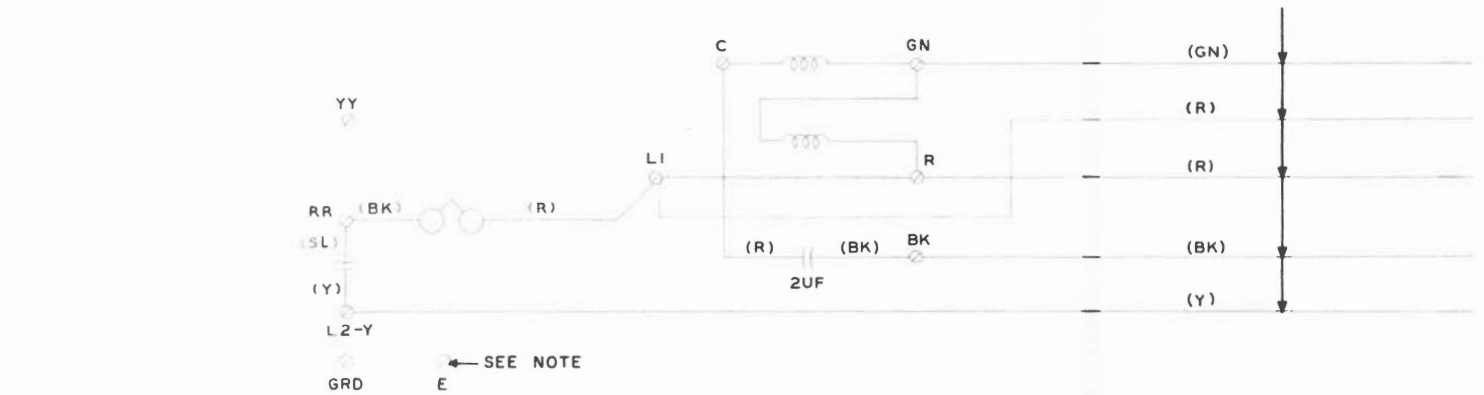 C
GN
(GN)
YY
(R)
L1
R
(R)
RR
(BK)
(R)
(SL)
(R)
(BK)
BK
(BK)
(Y)
2UF
(Y)
L2-Y
SEE NOTE
GRD
E